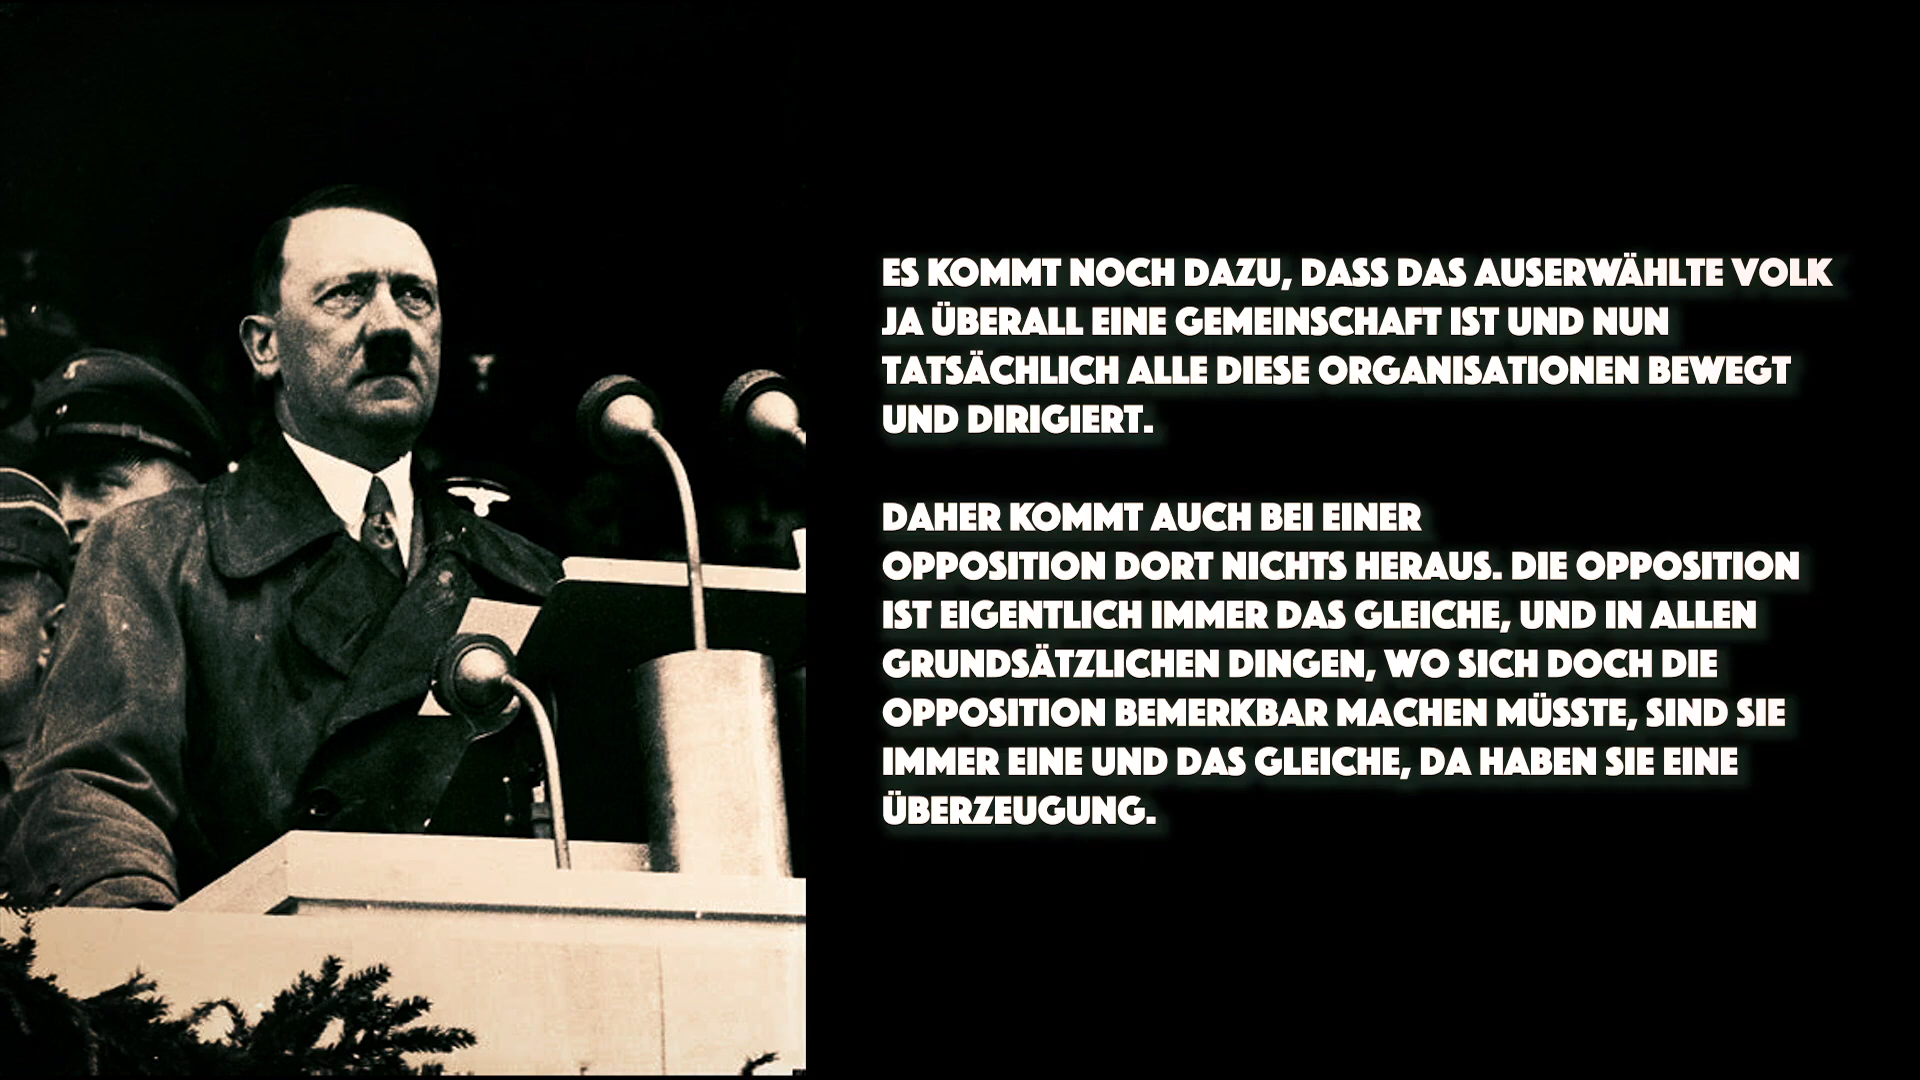 ES KOMMT NOCH DAZU, DASS DAS AUSERWÄHLTE VOLK
JA ÜBERALL EINE GEMEINSCHAFT IST UND NUN
TATSÄCHLICH ALLE DIESE ORGANISATIONEN BEWEGT
UND DIRIGIERT.
DAHER KOMMT AUCH BEI EINER
OPPOSITION DORT NICHTS HERAUS. DIE OPPOSITION
IST EIGENTLICH IMMER DAS GLEICHE, UND IN ALLEN
GRUNDSÄTZLICHEN DINGEN, WO SICH DOCH DIE
OPPOSITION BEMERKBAR MACHEN MÜSSTE, SIND SIE
IMMER EINE UND DAS GLEICHE, DA HABEN SIE EINE
ÜBERZEUGUNG.